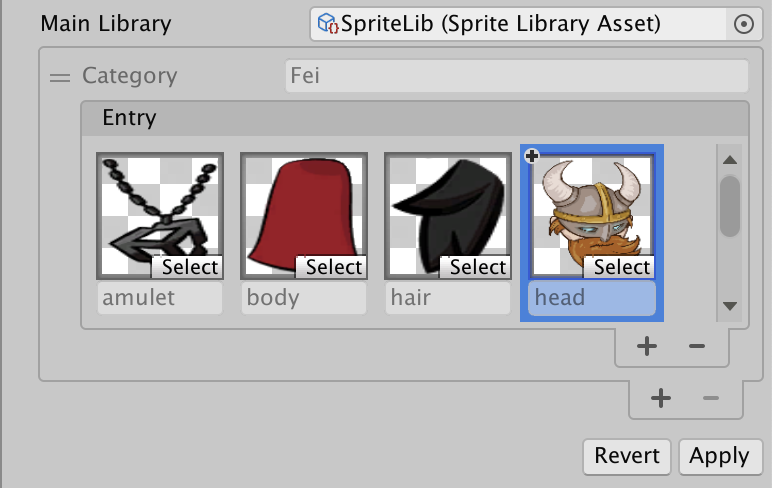 Main Library
SpriteLib (Sprite Library Asset)
Category
Fei
Entry
Select
Select
Select
Select
amulet
body
hair
head
Revert
Apply